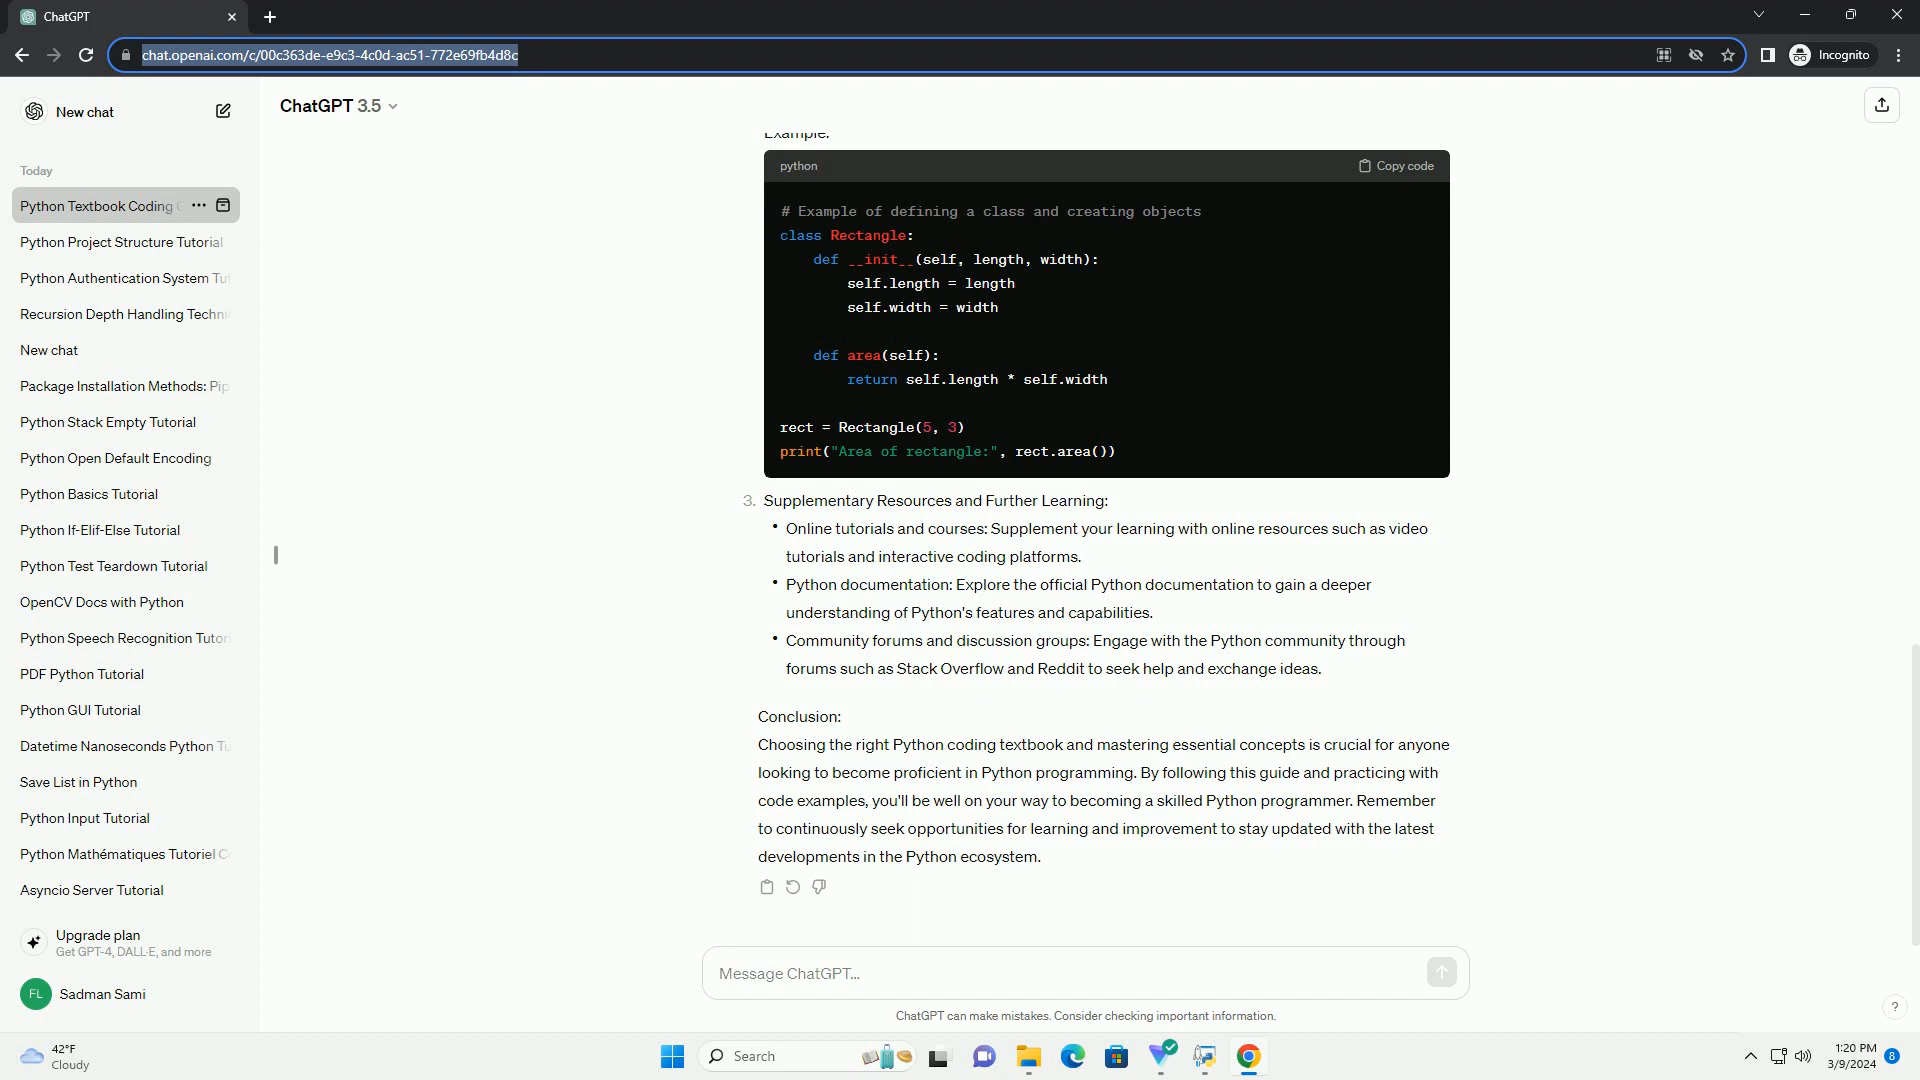 ChatGPT
chat.openai.com/c/00c363de-e9c3-4c0d-ac51-772e69fb4d8c
Incognito
New chat
ChatGPT 3.5
Today
Python Textbook Coding
Python Project Structure Tutorial
Python Authentication System Tut
Recursion Depth Handling Techni
New chat
Package Installation Methods: Pip
Python Stack Empty Tutorial
Python Open Default Encoding
Python Basics Tutorial
Python If-Elif-Else Tutorial
Python Test Teardown Tutorial
OpenCV Docs with Python
Python Speech Recognition Tutor
PDF Python Tutorial
Python GUI Tutorial
Datetime Nanoseconds Python Tu
Save List in Python
Python Input Tutorial
Python Mathématiques Tutoriel C
Asyncio Server Tutorial
Upgrade plan
Get GPT-4, DALL·E, and more
FL
Sadman Sami
Example:
python
Copy code
# Example of defining a class and creating objects
class Rectangle:
def __init__(self, length, width):
self.length = length
self.width = width
def area(self):
return self.length * self.width
rect = Rectangle(5, 3)
print("Area of rectangle:", rect.area())
3. Supplementary Resources and Further Learning:
• Online tutorials and courses: Supplement your learning with online resources such as video
tutorials and interactive coding platforms.
• Python documentation: Explore the official Python documentation to gain a deeper
understanding of Python's features and capabilities.
• Community forums and discussion groups: Engage with the Python community through
forums such as Stack Overflow and Reddit to seek help and exchange ideas.
Conclusion:
Choosing the right Python coding textbook and mastering essential concepts is crucial for anyone
looking to become proficient in Python programming. By following this guide and practicing with
code examples, you'll be well on your way to becoming a skilled Python programmer. Remember
to continuously seek opportunities for learning and improvement to stay updated with the latest
developments in the Python ecosystem.
Message ChatGPT...
ChatGPT can make mistakes. Consider checking important information.
?
42°F
Cloudy
Search
1:20 PM
3/9/2024
8